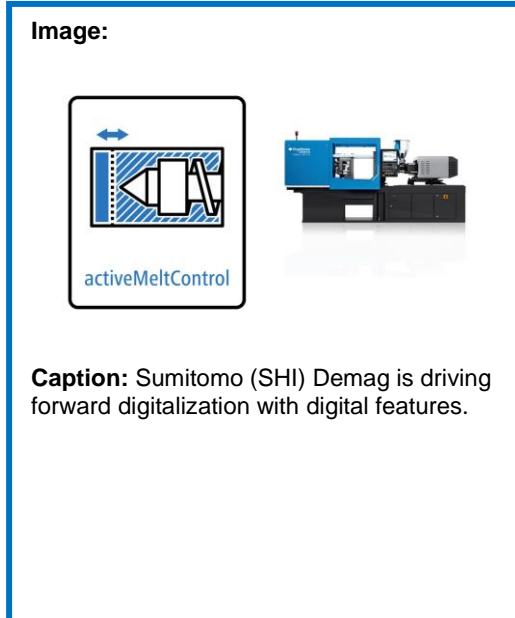 Image:
activeMeltControl
Caption: Sumitomo (SHI) Demag is driving
forward digitalization with digital features.